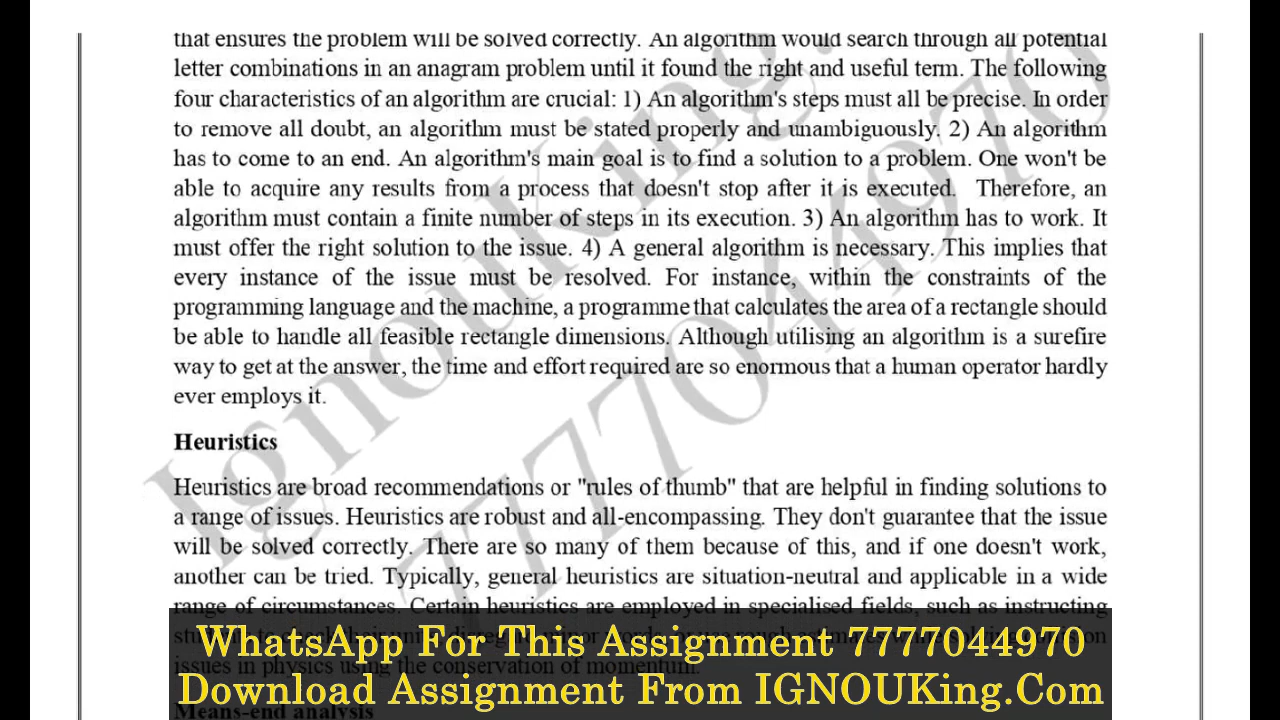 that ensures the problem will be solved correctly. An algorithm would search through all potential
letter combinations in an anagram problem until it found the right and useful term. The following
four characteristics of an algorithm are crucial: 1) An algorithm's steps must all be precise. In order
to remove all doubt, an algorithm must be stated properly and unambiguously. 2) An algorithm
has to come to an end. An algorithm's main goal is to find a solution to a problem. One won't be
able to acquire any results from a process that doesn't stop after it is executed. Therefore, an
algorithm must contain a finite number of steps in its execution. 3) An algorithm has to work. It
must offer the right solution to the issue. 4) A general algorithm is necessary. This implies that
every instance of the issue must be resolved. For instance, within the constraints of the
programming language and the machine, a programme that calculates the area of a rectangle should
be able to handle all feasible rectangle dimensions. Although utilising an algorithm is a surefire
way to get at the answer, the time and effort required are so enormous that a human operator hardly
ever employs it.
Heuristics
Heuristics are broad recommendations or "rules of thumb" that are helpful in finding solutions to
a range of issues. Heuristics are robust and all-encompassing. They don't guarantee that the issue
will be solved correctly. There are so many of them because of this, and if one doesn't work,
another can be tried. Typically, general heuristics are situation-neutral and applicable in a wide
range of circumstances. Certain heuristics are employed in specialised fields, such as instructing
issues in physics using the conservation of momentum.
Means-end analysis
IgnouKing.
7777044970
WhatsApp For This Assignment 7777044970
Download Assignment From IGNOUKing.Com